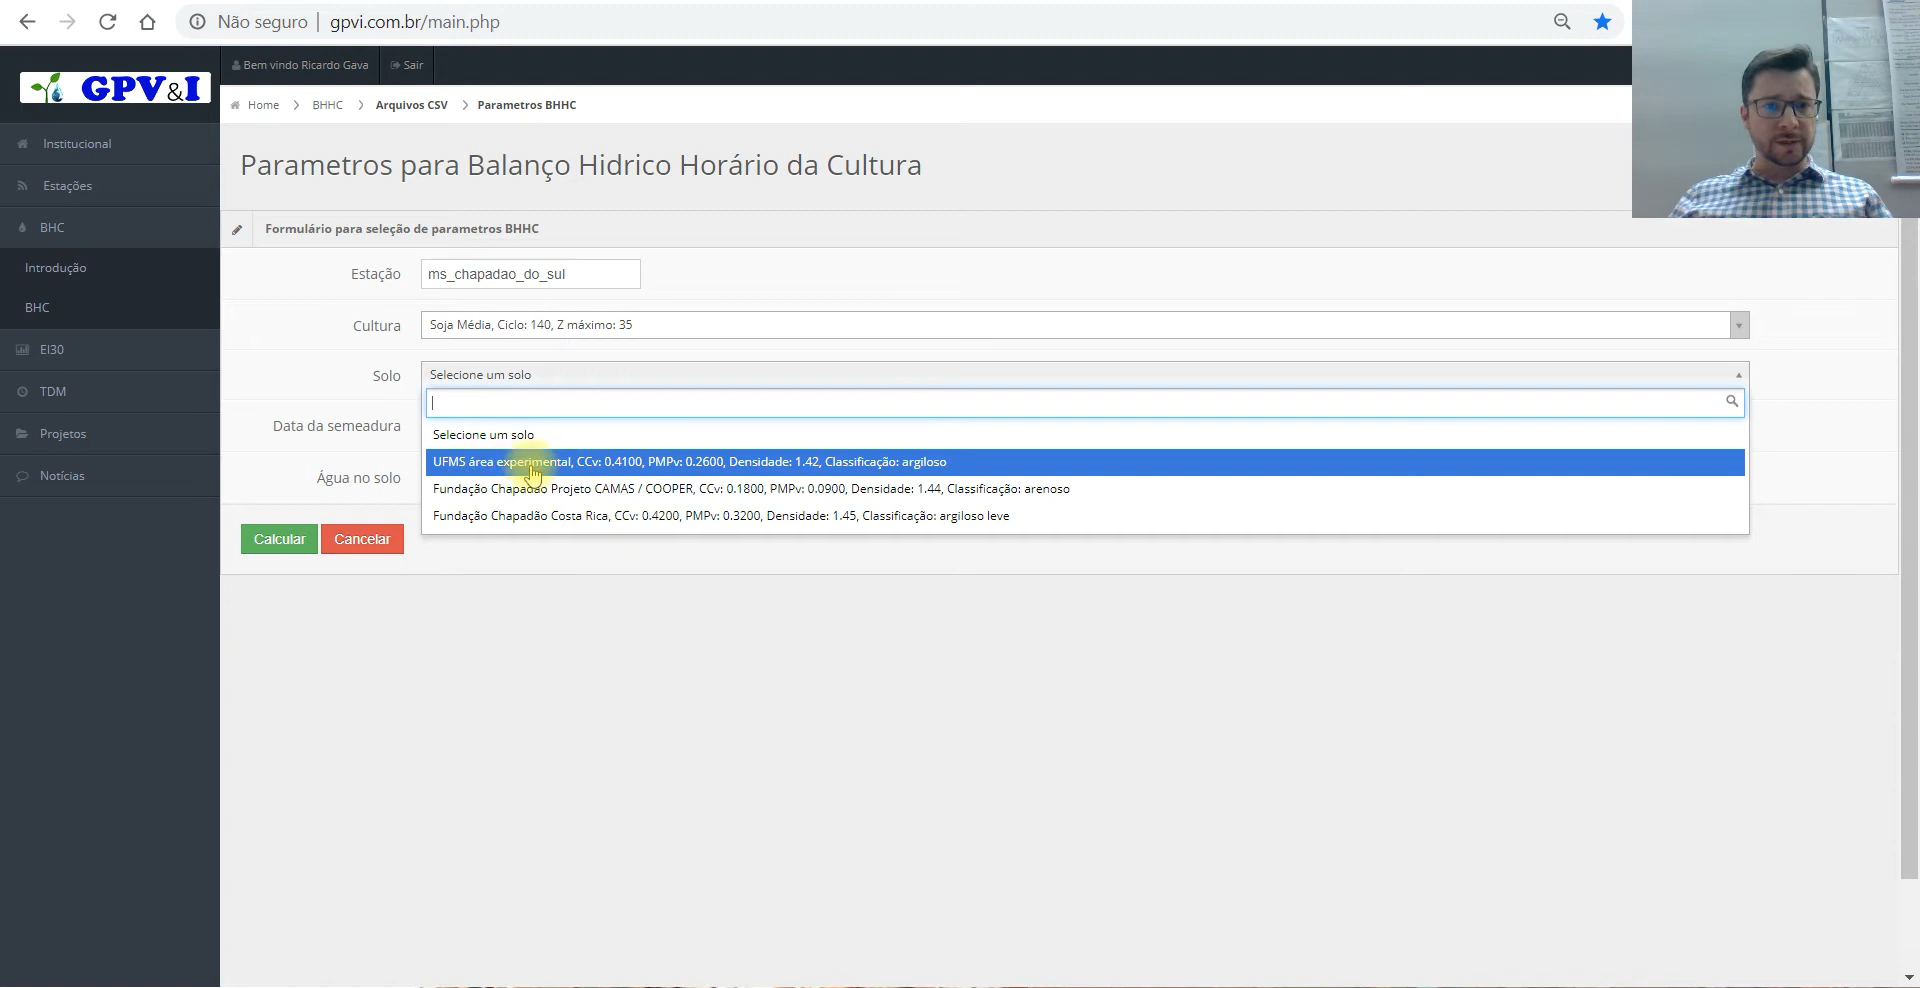 Não seguro | gpvi.com.br/main.php
GPV&I
Bem vindo Ricardo Gava
Sair
Home > BHHC > Arquivos CSV > Parametros BHHC
Institucional
Estações
BHC
Introdução
BHC
EI30
TDM
Projetos
Notícias
Parametros para Balanço Hidrico Horário da Cultura
Formulário para seleção de parametros BHHC
Estação ms_chapadao_do_sul
Cultura Soja Média, Ciclo: 140, Z máximo: 35
Solo Selecione um solo
Selecione um solo
UFMS área experimental, CCv: 0.4100, PMPv: 0.2600, Densidade: 1.42, Classificação: argiloso
Fundação Chapadão Projeto CAMAS / COOPER, CCv: 0.1800, PMPv: 0.0900, Densidade: 1.44, Classificação: arenoso
Fundação Chapadão Costa Rica, CCv: 0.4200, PMPv: 0.3200, Densidade: 1.45, Classificação: argiloso leve
Data da semeadura
Água no solo
Calcular
Cancelar